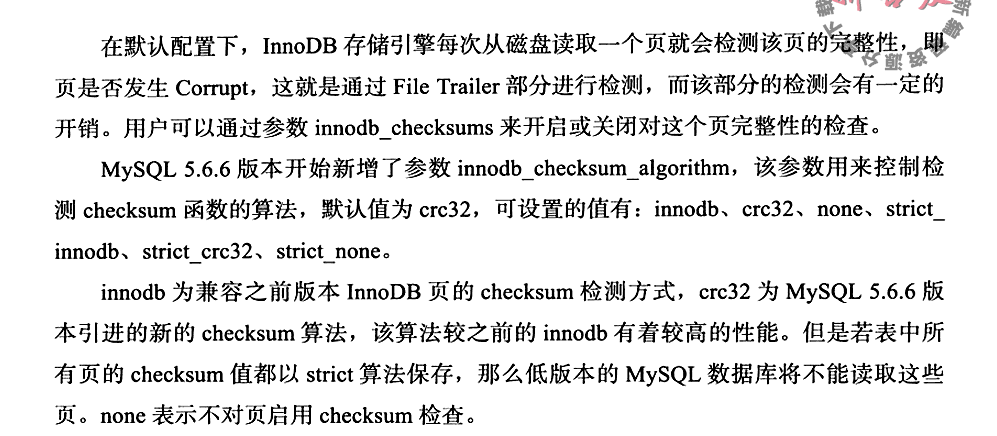 在默认配置下，InnoDB 存储引擎每次从磁盘读取一个页就会检测该页的完整性，即
页是否发生 Corrupt，这就是通过 File Trailer 部分进行检测，而该部分的检测会有一定的
开销。用户可以通过参数 innodb_checksums 来开启或关闭对这个页完整性的检查。
MySQL 5.6.6 版本开始新增了参数 innodb_checksum_algorithm，该参数用来控制检
测 checksum 函数的算法，默认值为 crc32，可设置的值有：innodb、crc32、none、strict_
innodb、strict_crc32、strict_none。
innodb 为兼容之前版本 InnoDB 页的 checksum 检测方式，crc32 为 MySQL 5.6.6 版
本引进的新的 checksum 算法，该算法较之前的 innodb 有着较高的性能。但是若表中所
有页的 checksum 值都以 strict 算法保存，那么低版本的 MySQL 数据库将不能读取这些
页。none 表示不对页启用 checksum 检查。